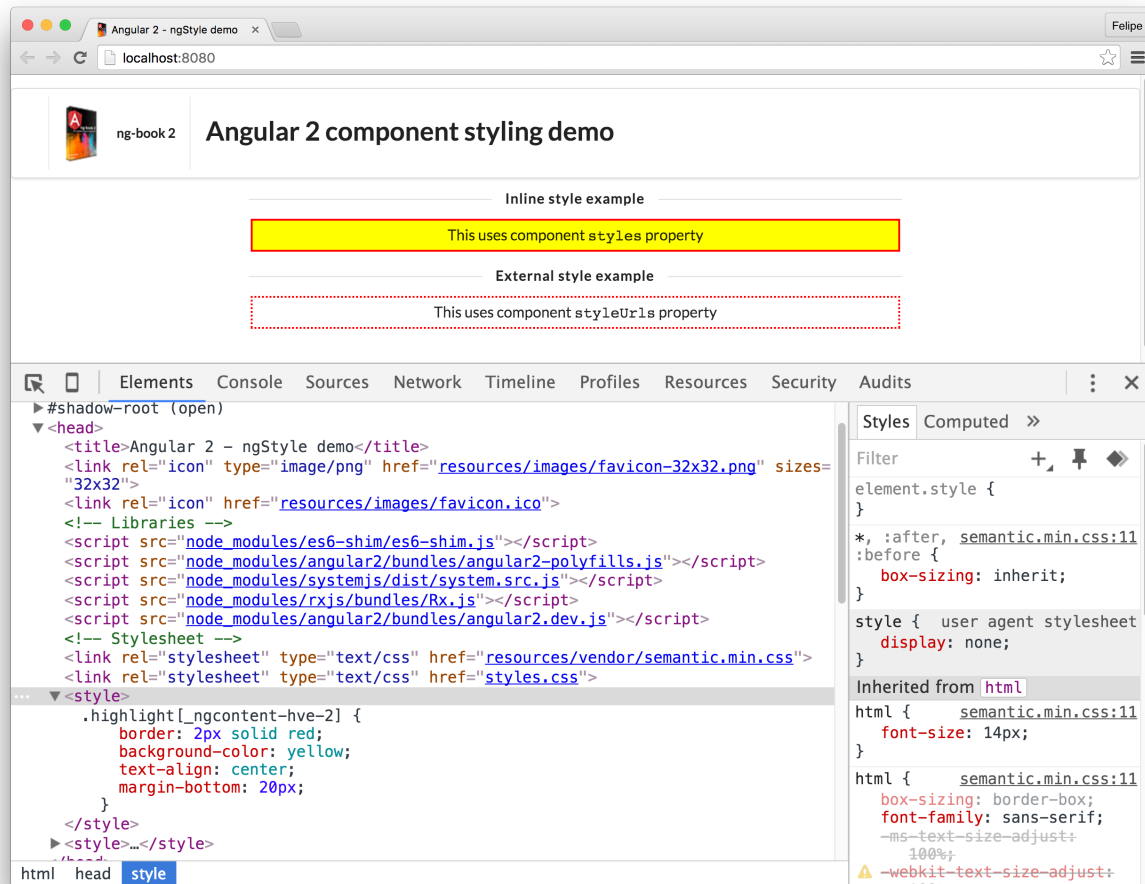 Angular 2 - ngStyle demo
Felipe
localhost:8080
ng-book 2
Angular 2 component styling demo
Inline style example
This uses component styles property
External style example
This uses component styleUrls property
Elements Console Sources Network Timeline Profiles Resources Security Audits
▶#shadow-root (open)
▼<head>
<title>Angular 2 - ngStyle demo</title>
<link rel="icon" type="image/png" href="resources/images/favicon-32x32.png" sizes=
"32x32">
<link rel="icon" href="resources/images/favicon.ico">
<!-- Libraries -->
<script src="node_modules/es6-shim/es6-shim.js"></script>
<script src="node_modules/angular2/bundles/angular2-polyfills.js"></script>
<script src="node_modules/systemjs/dist/system.src.js"></script>
<script src="node_modules/rxjs/bundles/Rx.js"></script>
<script src="node_modules/angular2/bundles/angular2.dev.js"></script>
<!-- Stylesheet -->
<link rel="stylesheet" type="text/css" href="resources/vendor/semantic.min.css">
<link rel="stylesheet" type="text/css" href="styles.css">
▼<style>
.highlight[_ngcontent-hve-2] {
border: 2px solid red;
background-color: yellow;
text-align: center;
margin-bottom: 20px;
}
</style>
▶<style>…</style>
</head>
html head style
Styles Computed »
Filter
element.style {
}
*, :after, semantic.min.css:11
:before {
box-sizing: inherit;
}
style { user agent stylesheet
display: none;
}
Inherited from html
html { semantic.min.css:11
font-size: 14px;
}
html { semantic.min.css:11
box-sizing: border-box;
font-family: sans-serif;
-ms-text-size-adjust:
100%;
-webkit-text-size-adjust: